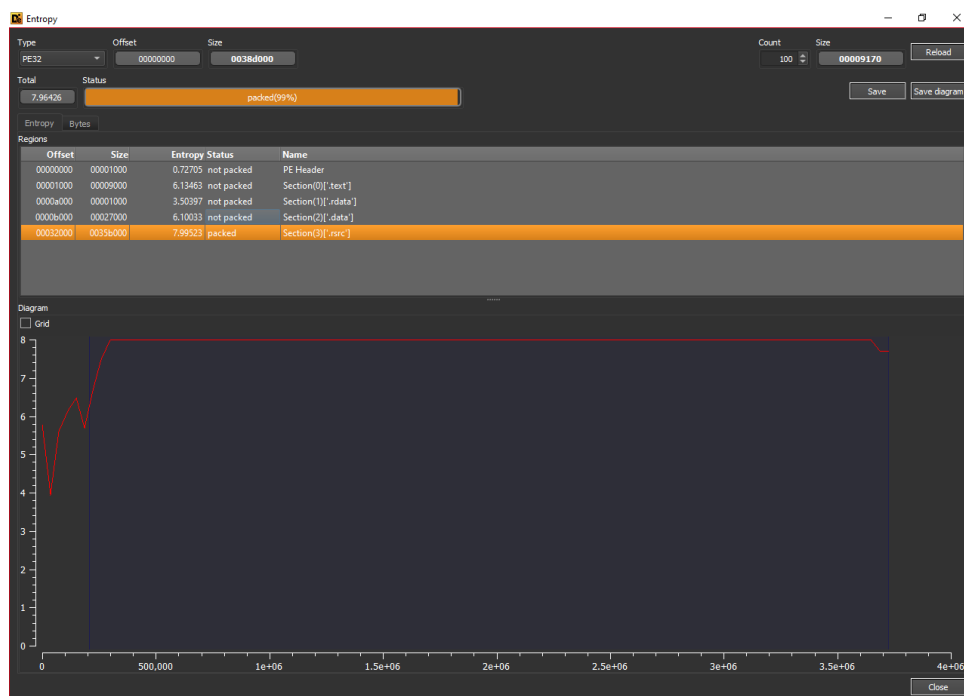 Entropy
Type Offset Size Count Size
PE32 00000000 0038d000 100 00009170 Reload
Total Status
7.96426 packed(99%) Save Save diagram
Entropy Bytes
Regions
Offset Size Entropy Status Name
00000000 00001000 0.72705 not packed PE Header
00001000 00009000 6.13463 not packed Section(0)['.text']
0000a000 00001000 3.50397 not packed Section(1)['.rdata']
0000b000 00027000 6.10033 not packed Section(2)['.data']
00032000 0035b000 7.99523 packed Section(3)['.rsrc']
Diagram
Grid
8
7
6
5
4
3
2
1
0
0 500,000 1e+06 1.5e+06 2e+06 2.5e+06 3e+06 3.5e+06 4e+06
Close